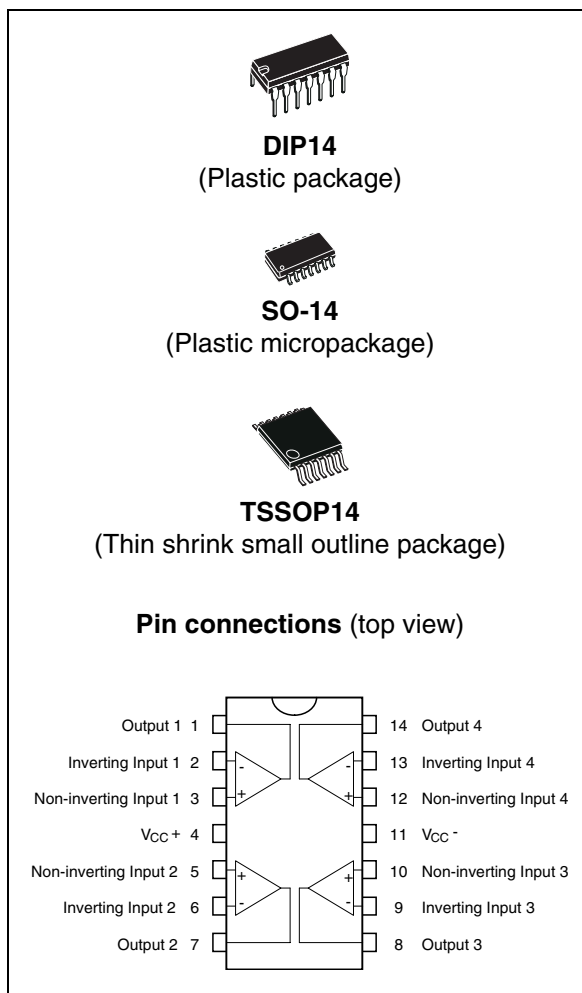 DIP14
(Plastic package)
SO-14
(Plastic micropackage)
TSSOP14
(Thin shrink small outline package)
Pin connections (top view)
Output 1 1 14 Output 4
Inverting Input 1 2 - - 13 Inverting Input 4
Non-inverting Input 1 3 + + 12 Non-inverting Input 4
VCC + 4 11 VCC -
Non-inverting Input 2 5 + + 10 Non-inverting Input 3
Inverting Input 2 6 - - 9 Inverting Input 3
Output 2 7 8 Output 3